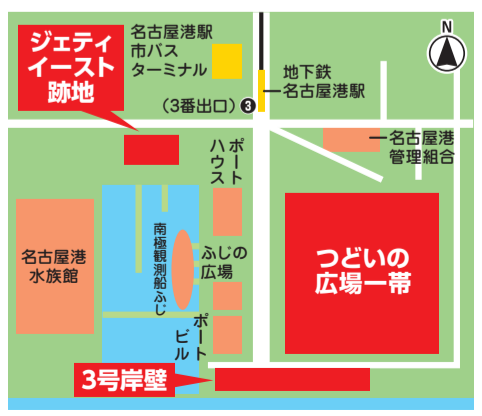 ジェティ
イースト
跡地
名古屋港駅
市バス
ターミナル
N
地下鉄
名古屋港駅
(3番出口)❸
名古屋港
管理組合
ポート
ハウス
名古屋港
水族館
南極観測船ふじ
ふじの
広場
つどいの
広場一帯
ポート
ビル
3号岸壁